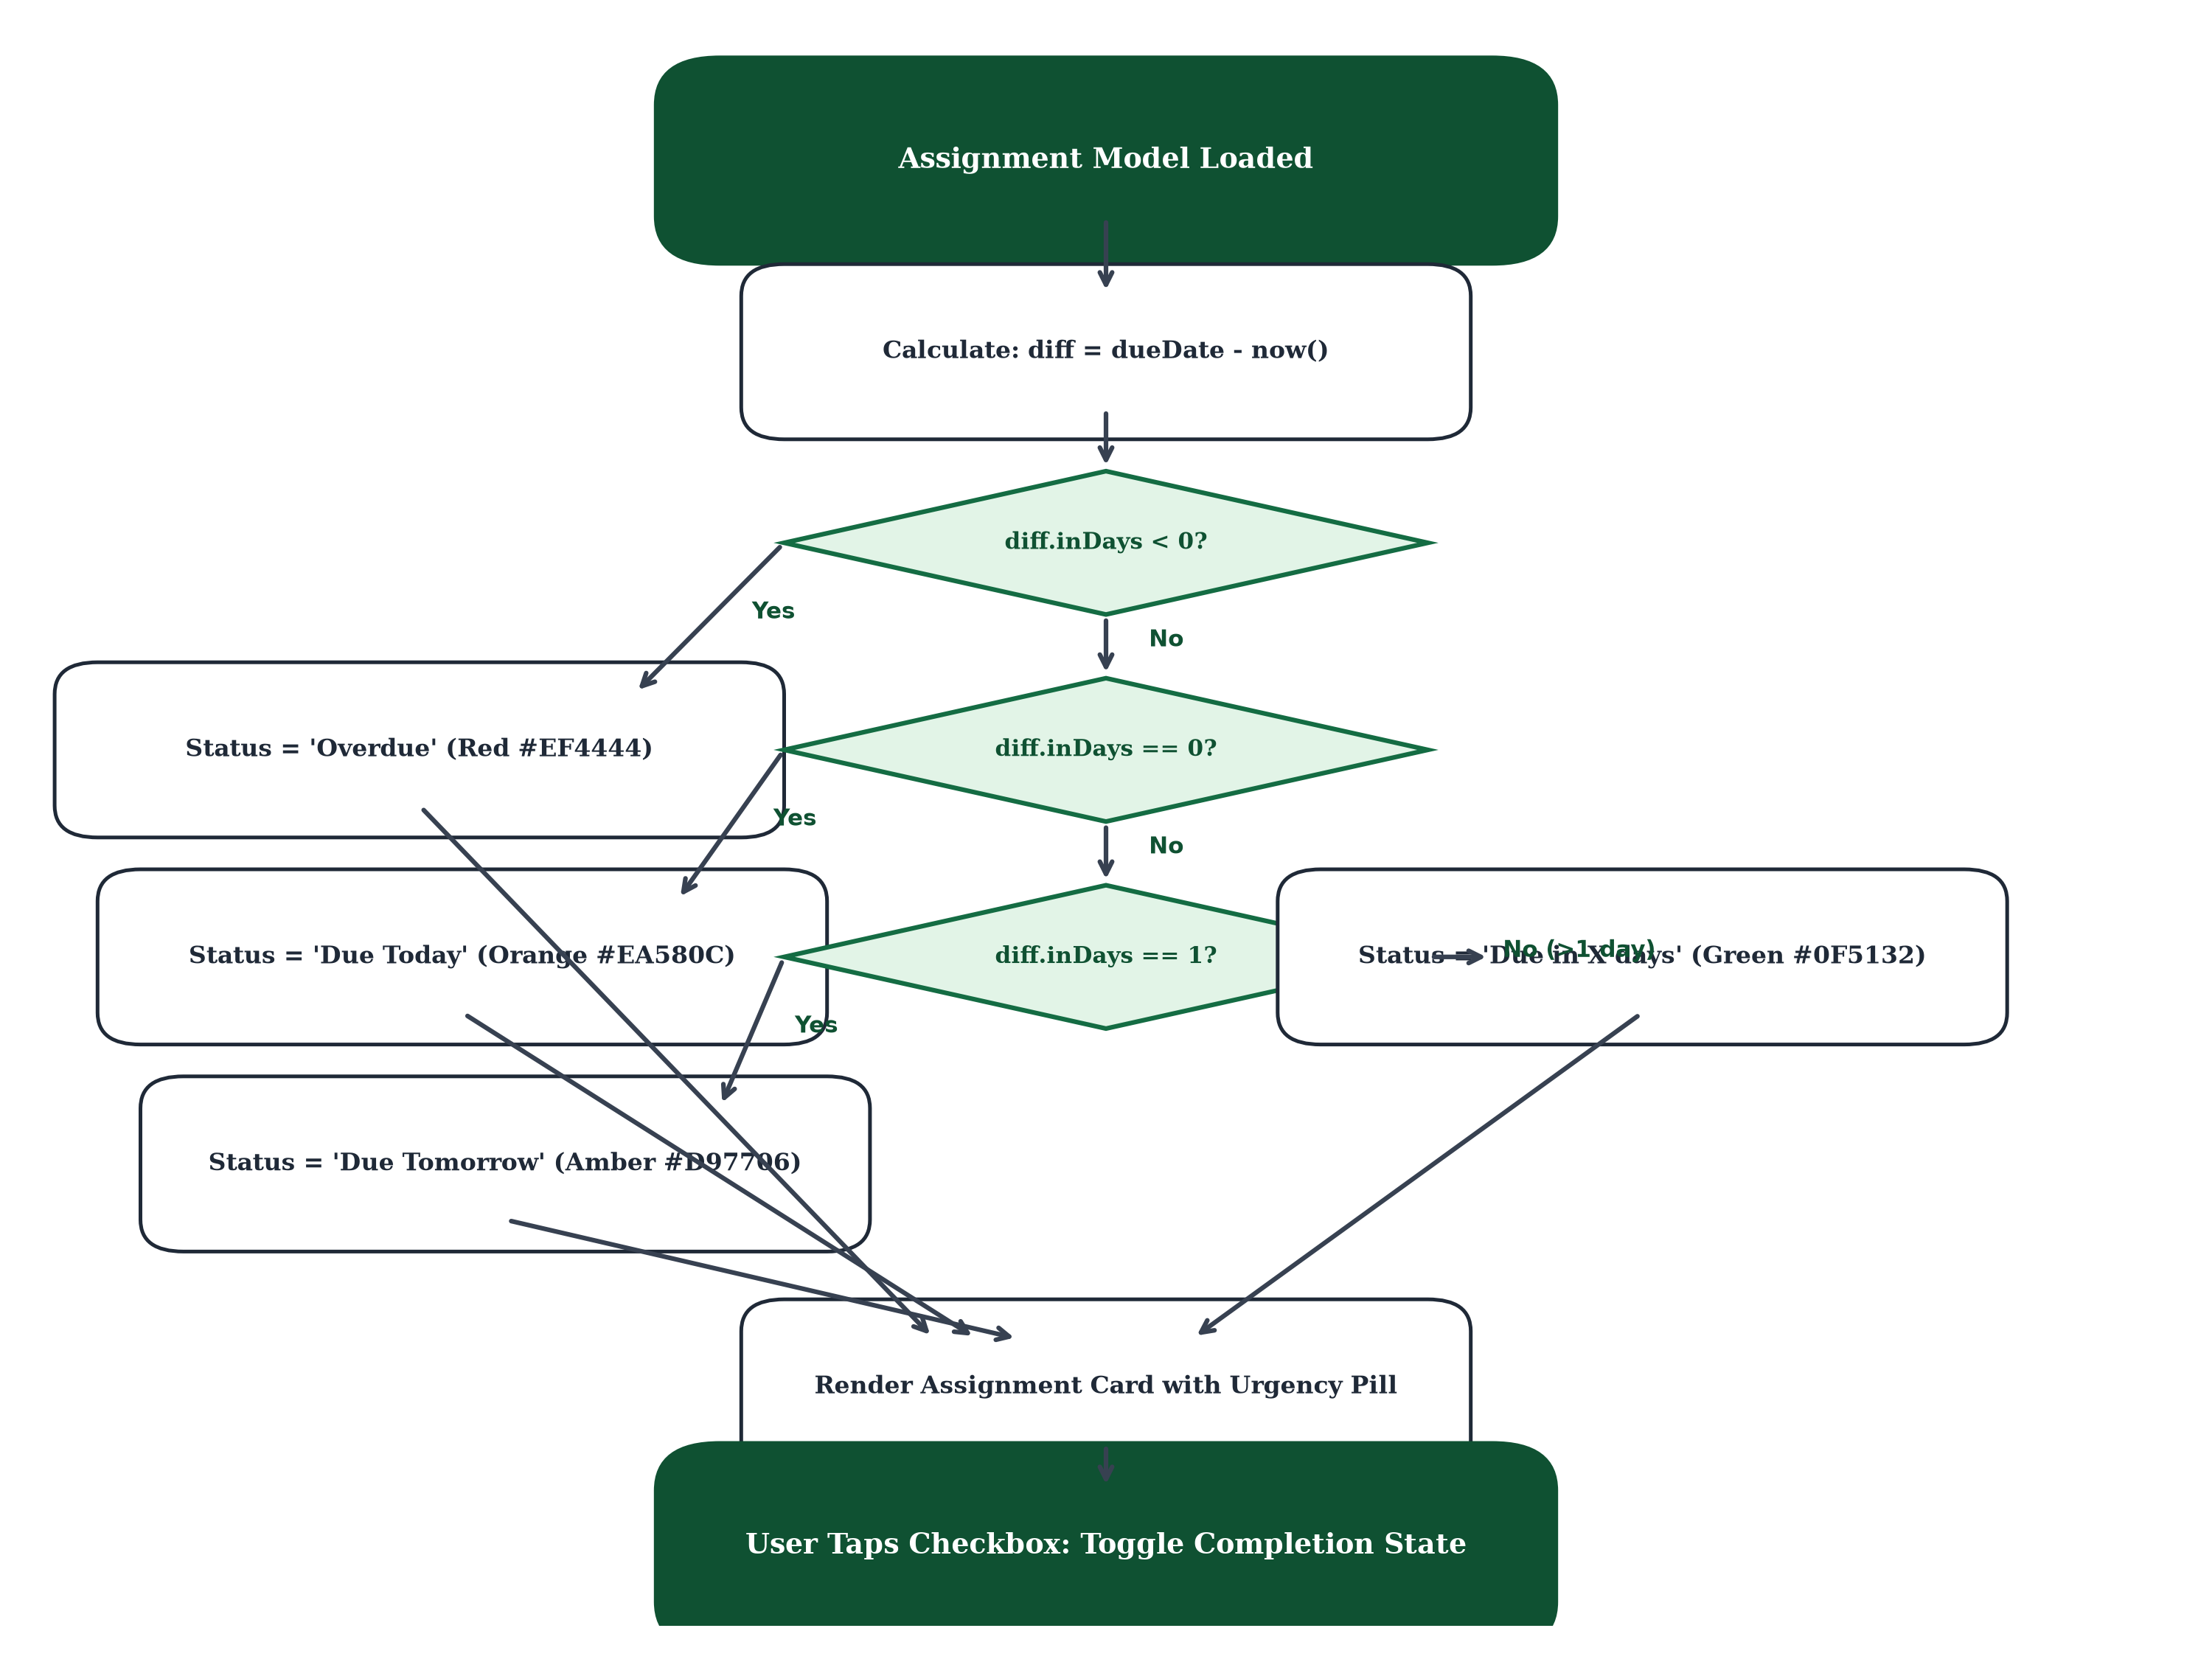 Assignment Model Loaded
Calculate: diff = dueDate - now()
diff.inDays < 0?
Yes
No
Status = 'Overdue' (Red #EF4444)
diff.inDays == 0?
Yes
No
Status = 'Due Today' (Orange #EA580C)
diff.inDays == 1?
No (>1 day)
Status = 'Due in X days' (Green #0F5132)
Yes
Status = 'Due Tomorrow' (Amber #D97706)
Render Assignment Card with Urgency Pill
User Taps Checkbox: Toggle Completion State